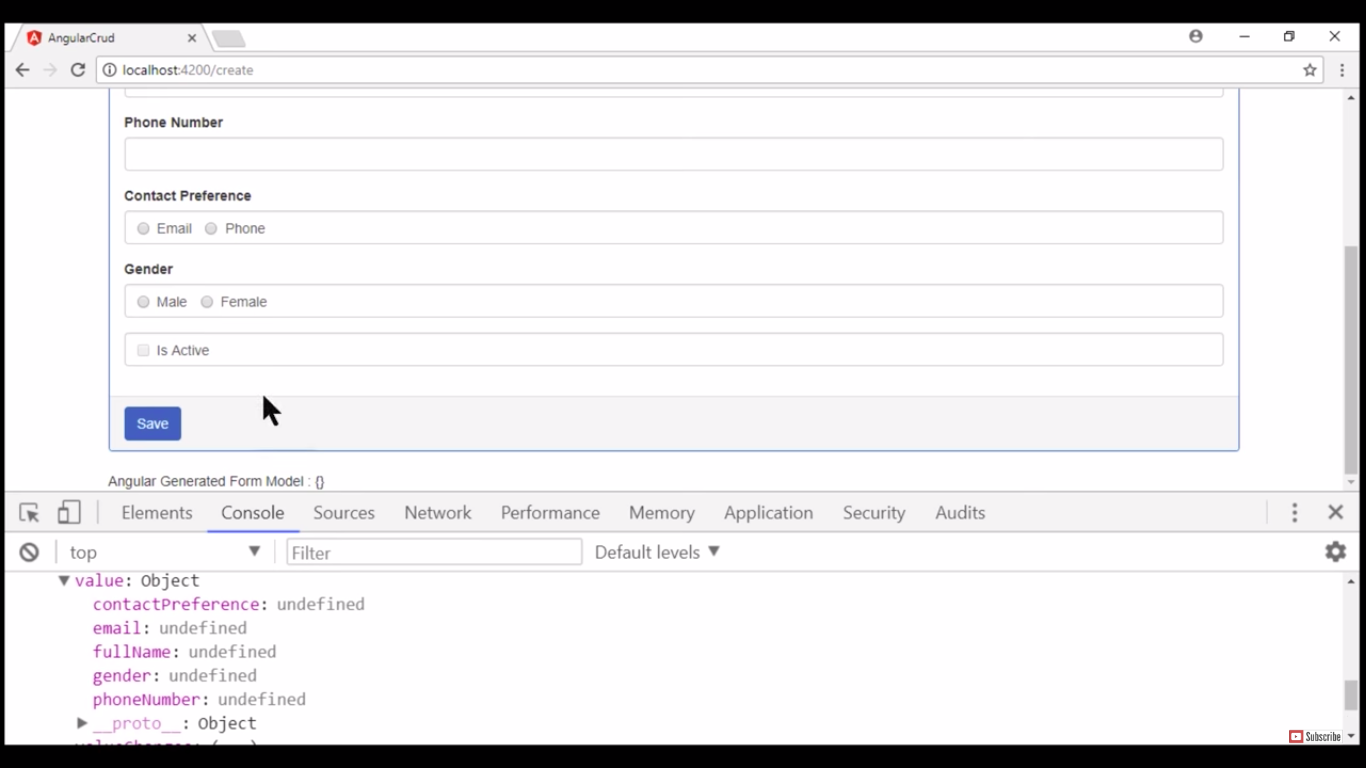 AngularCrud
localhost:4200/create
Phone Number
Contact Preference
Email Phone
Gender
Male Female
Is Active
Save
Angular Generated Form Model : {}
Elements Console Sources Network Performance Memory Application Security Audits
top Filter Default levels
value: Object
contactPreference: undefined
email: undefined
fullName: undefined
gender: undefined
phoneNumber: undefined
__proto__: Object
Subscribe